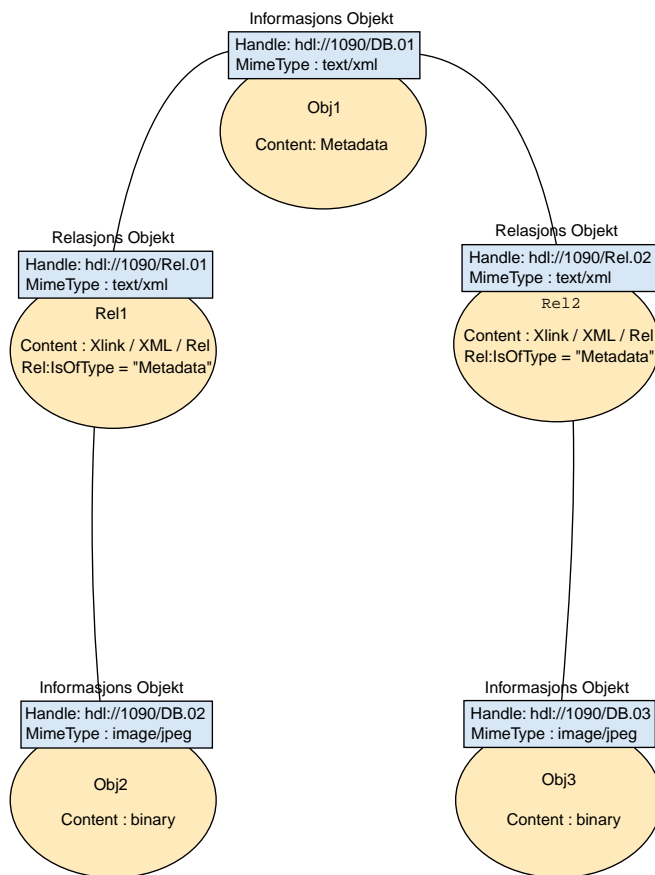 Informasjons Objekt
Handle: hdl://1090/DB.01
MimeType : text/xml
Obj1
Content: Metadata
Relasjons Objekt
Handle: hdl://1090/Rel.01
MimeType : text/xml
Rel1
Content : Xlink / XML / Rel
Rel:IsOfType = "Metadata"
Relasjons Objekt
Handle: hdl://1090/Rel.02
MimeType : text/xml
Rel2
Content : Xlink / XML / Rel
Rel:IsOfType = "Metadata"
Informasjons Objekt
Handle: hdl://1090/DB.02
MimeType : image/jpeg
Obj2
Content : binary
Informasjons Objekt
Handle: hdl://1090/DB.03
MimeType : image/jpeg
Obj3
Content : binary